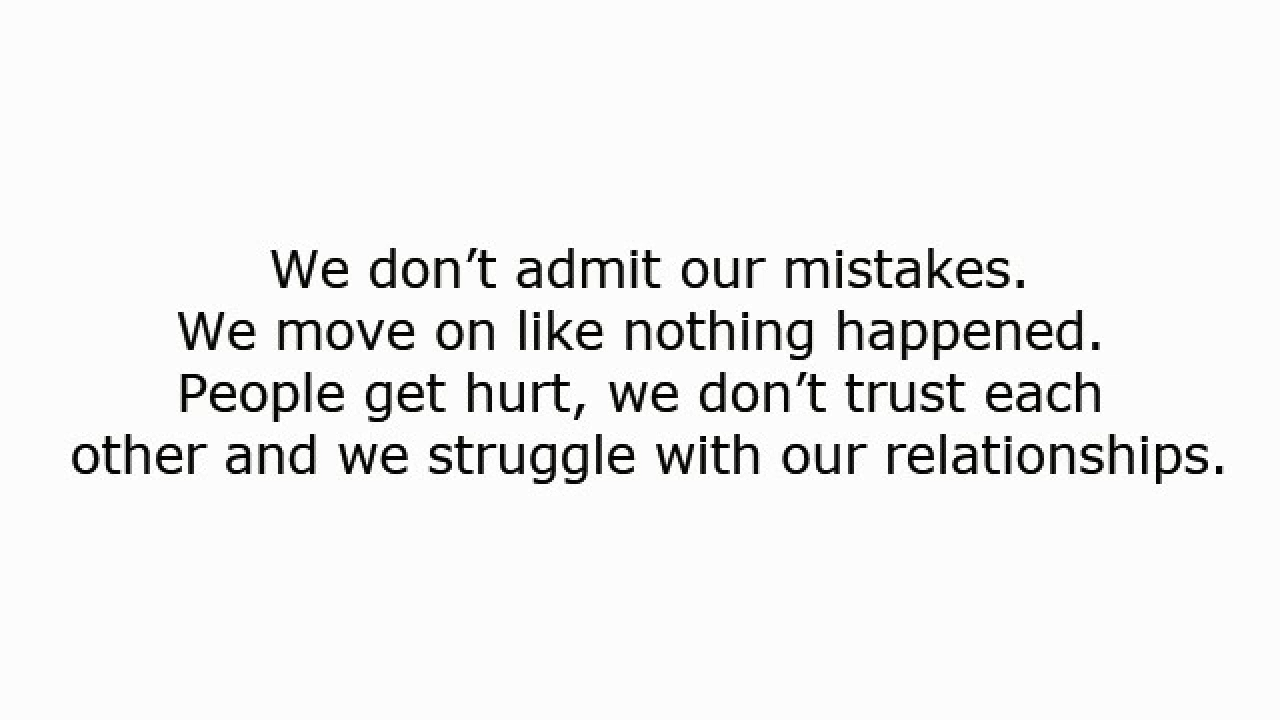 We don’t admit our mistakes.
We move on like nothing happened.
People get hurt, we don’t trust each
other and we struggle with our relationships.